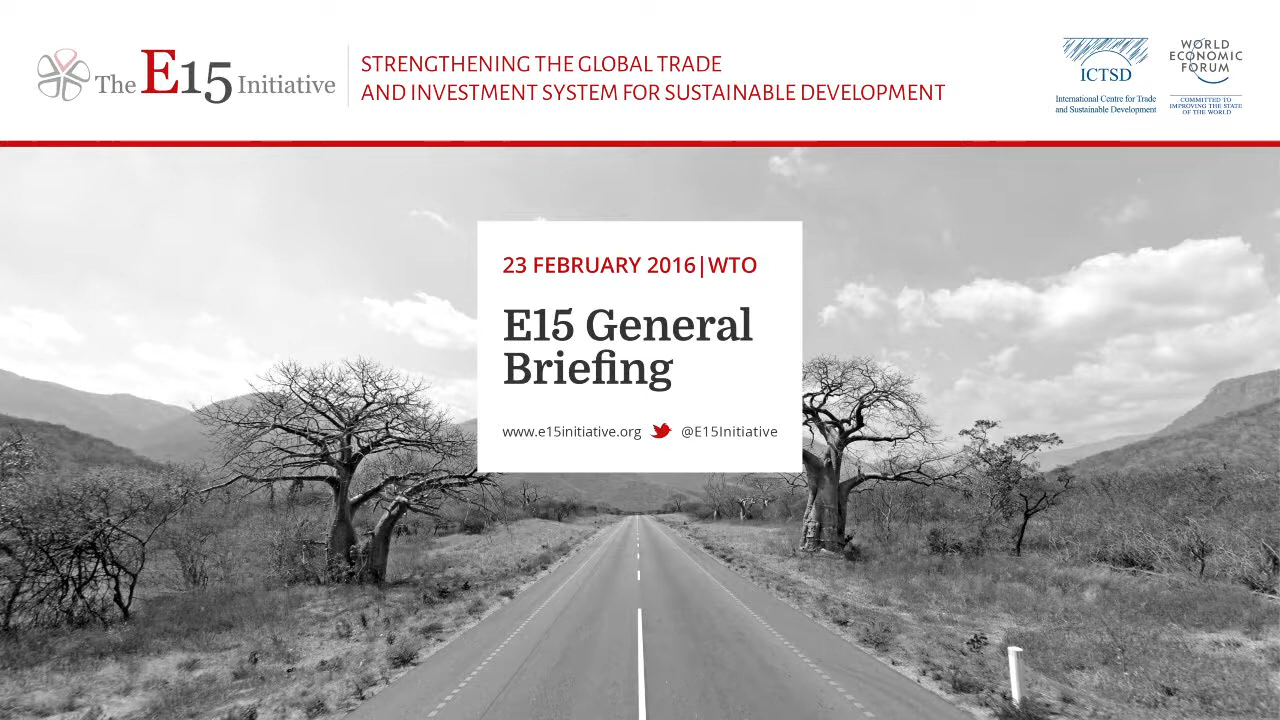 The E15 Initiative
STRENGTHENING THE GLOBAL TRADE
AND INVESTMENT SYSTEM FOR SUSTAINABLE DEVELOPMENT
ICTSD
International Centre for Trade
and Sustainable Development
WORLD
ECONOMIC
FORUM
COMMITTED TO
IMPROVING THE STATE
OF THE WORLD
23 FEBRUARY 2016|WTO
E15 General
Briefing
www.e15initiative.org @E15Initiative